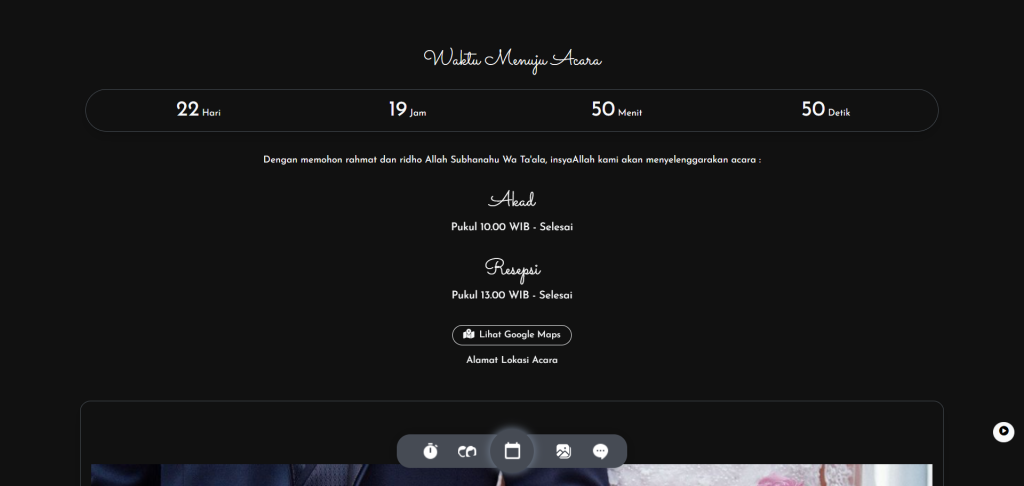 Waktu Menuju Acara
22 Hari 19 Jam 50 Menit 50 Detik
Dengan memohon rahmat dan ridho Allah Subhanahu Wa Ta'ala, insyaAllah kami akan menyelenggarakan acara :
Akad
Pukul 10.00 WIB - Selesai
Resepsi
Pukul 13.00 WIB - Selesai
Lihat Google Maps
Alamat Lokasi Acara